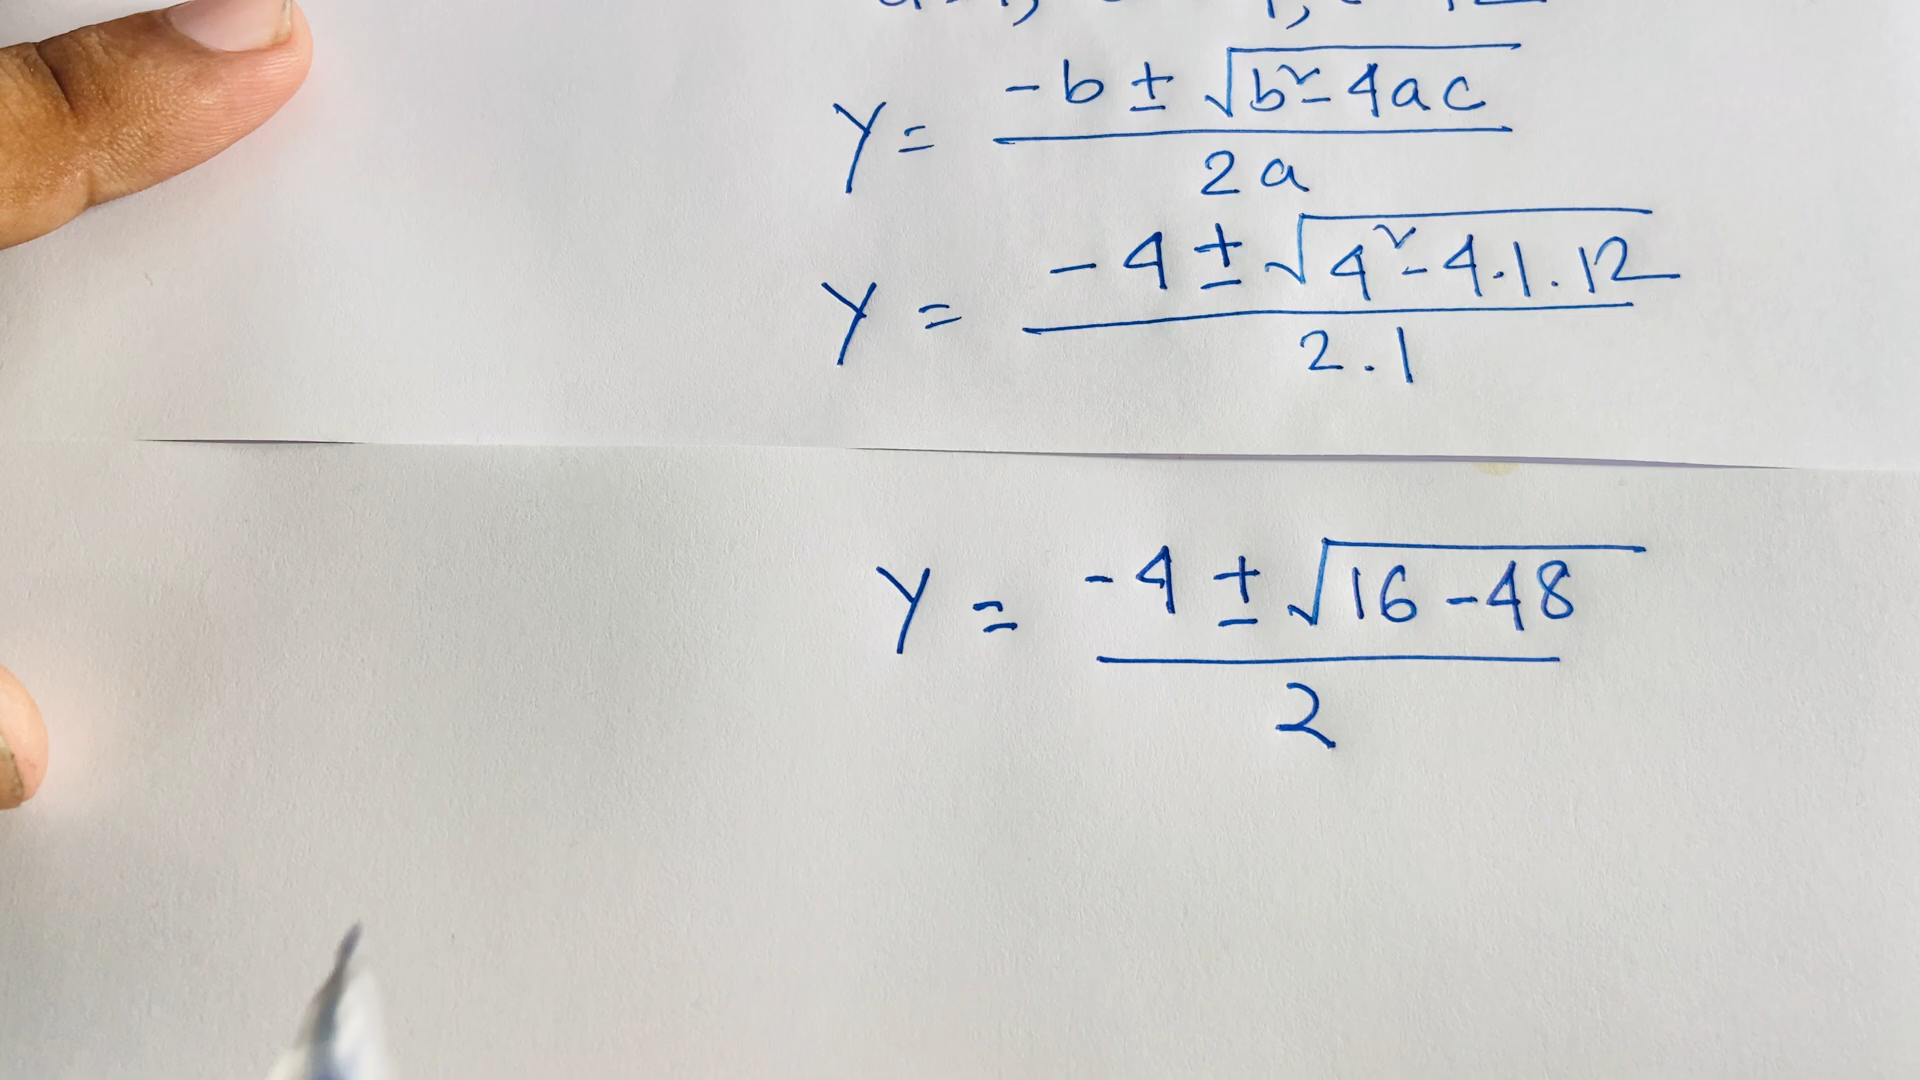 y = (-b ± √(b² - 4ac)) / 2a
y = (-4 ± √(4² - 4.1.12)) / 2.1
y = (-4 ± √(16 - 48)) / 2